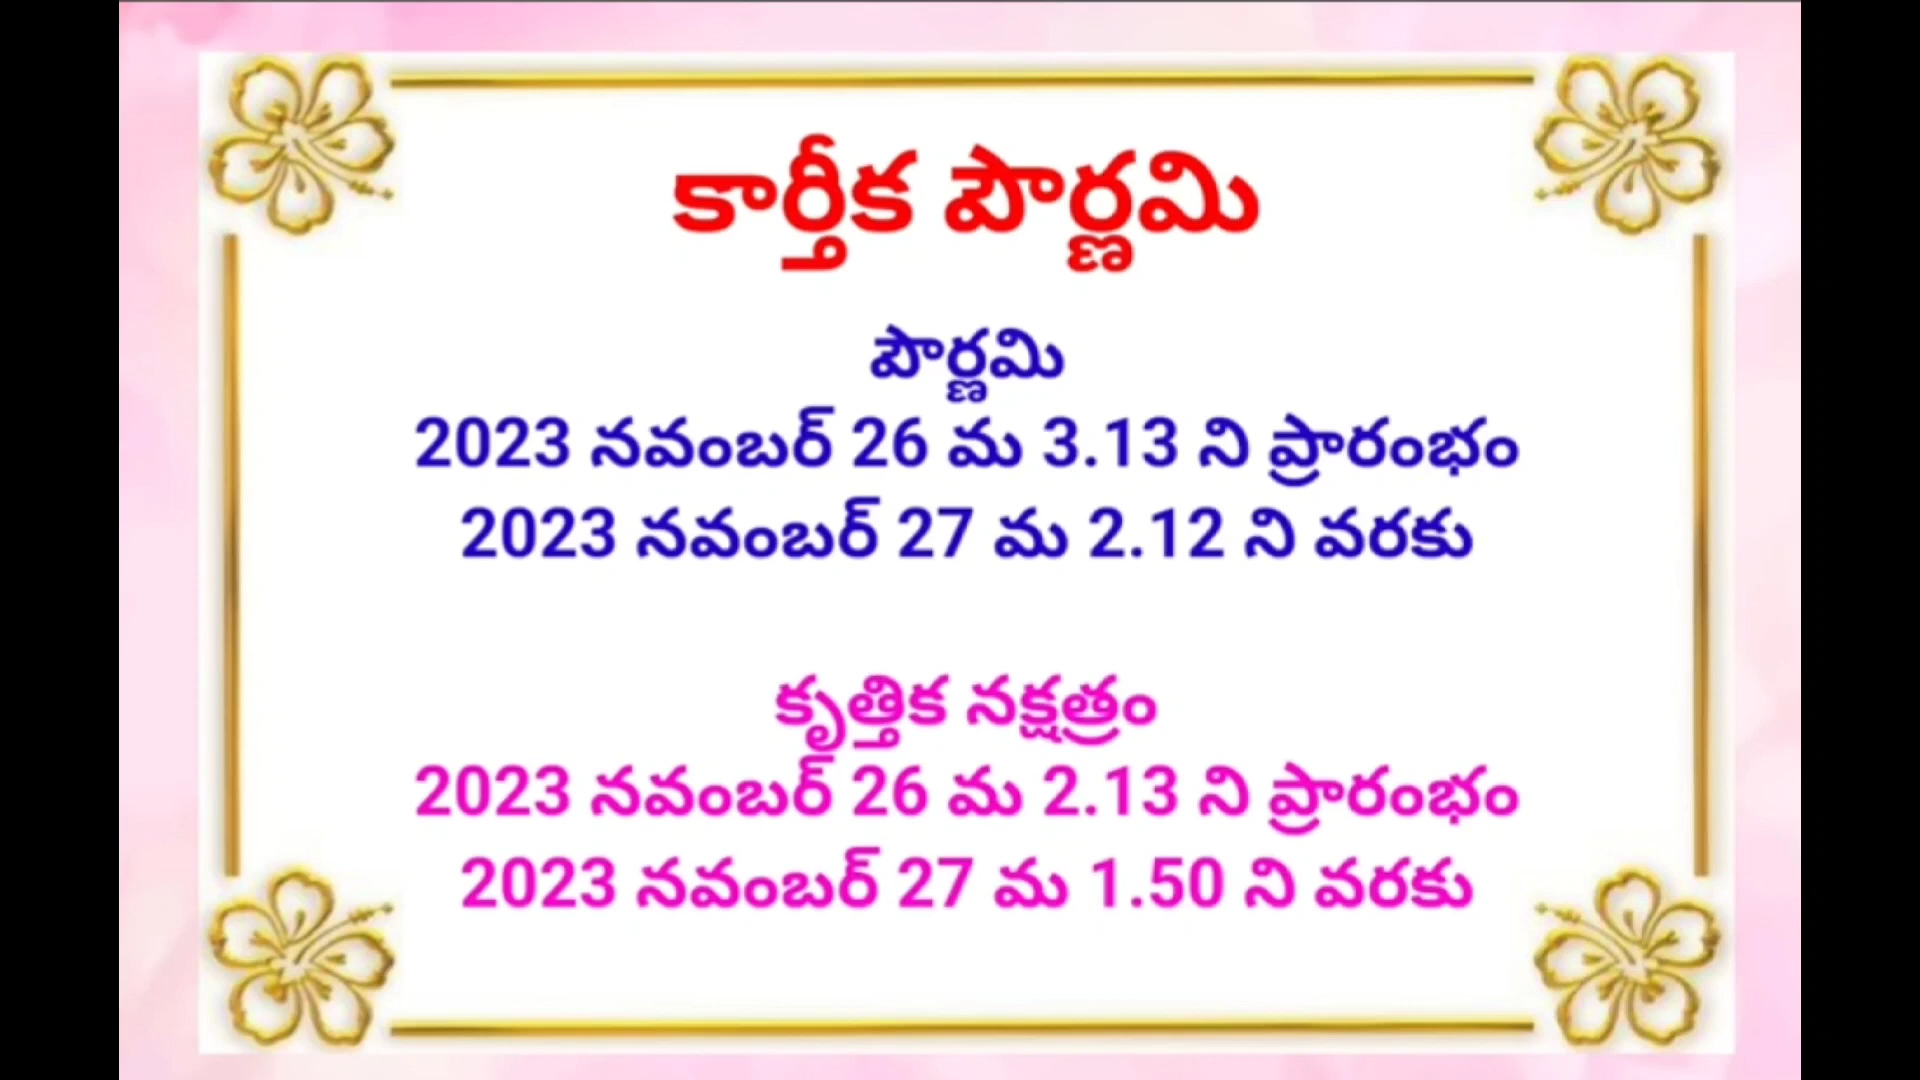 కార్తీక పౌర్ణమి
పౌర్ణమి
2023 నవంబర్ 26 మ 3.13 ని ప్రారంభం
2023 నవంబర్ 27 మ 2.12 ని వరకు
కృత్తిక నక్షత్రం
2023 నవంబర్ 26 మ 2.13 ని ప్రారంభం
2023 నవంబర్ 27 మ 1.50 ని వరకు